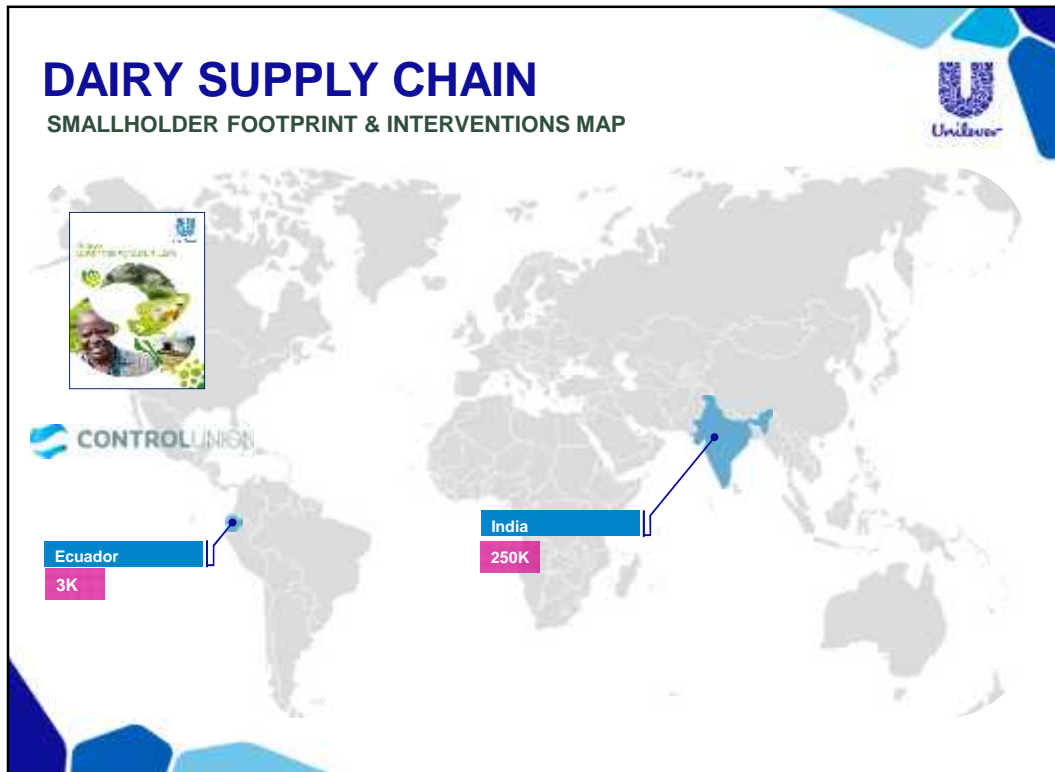 DAIRY SUPPLY CHAIN
SMALLHOLDER FOOTPRINT & INTERVENTIONS MAP
Unilever
CONTROLUNION
India
250K
Ecuador
3K